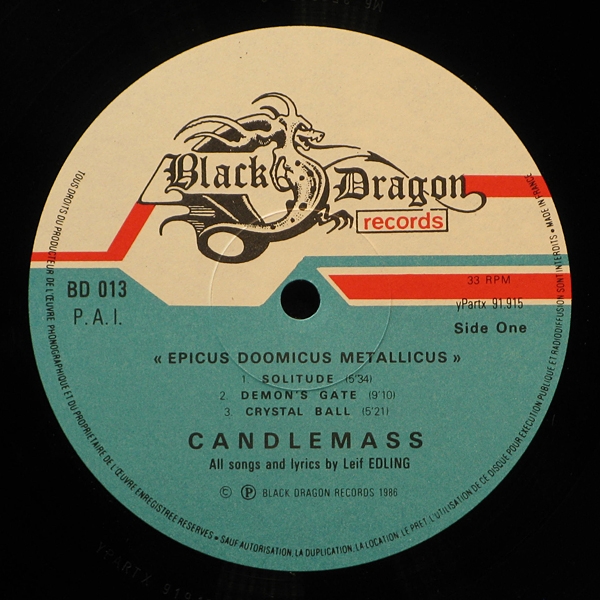 Black Dragon
records
BD 013
P.A.I.
33 RPM
yPartx 91.915
Side One
« EPICUS DOOMICUS METALLICUS »
1. SOLITUDE (5'34)
2. DEMON'S GATE (9'10)
3. CRYSTAL BALL (5'21)
CANDLEMASS
All songs and lyrics by Leif EDLING
© Ⓟ BLACK DRAGON RECORDS 1986
TOUS DROITS DU PRODUCTEUR DE L'ŒUVRE PHONOGRAPHIQUE ET DU PROPRIETAIRE DE L'ŒUVRE ENREGISTREE RESERVES • SAUF AUTORISATION, LA DUPLICATION, LA LOCATION, LE PRET, L'UTILISATION DE CE DISQUE POUR EXECUTION PUBLIQUE ET RADIODIFFUSION SONT INTERDITS • MADE IN FRANCE